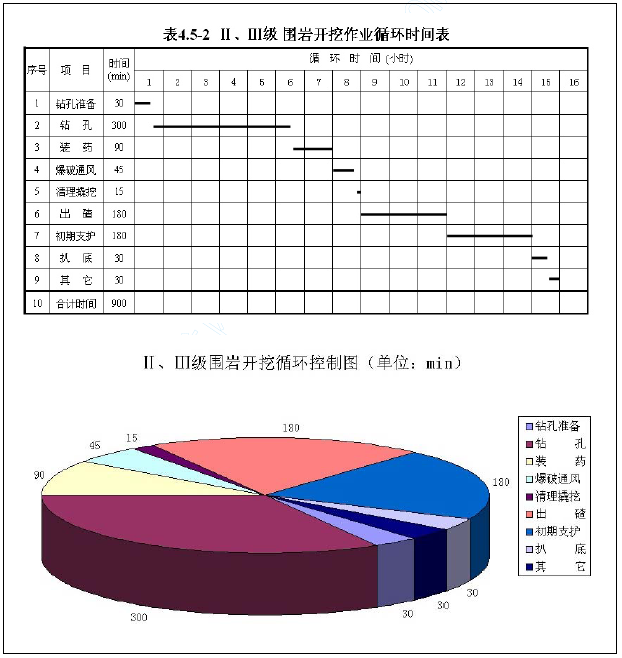 表4.5-2 Ⅱ、Ⅲ级 围岩开挖作业循环时间表
序号 项 目 时间(min) 循 环 时 间 (小时)
1 2 3 4 5 6 7 8 9 10 11 12 13 14 15 16
1 钻孔准备 30
2 钻 孔 300
3 装 药 90
4 爆破通风 45
5 清理撬挖 15
6 出 碴 180
7 初期支护 180
8 扒 底 30
9 其 它 30
10 合计时间 900
Ⅱ、Ⅲ级围岩开挖循环控制图（单位：min）
180
15
45
90
180
30
30
30
300
钻孔准备
钻 孔
装 药
爆破通风
清理撬挖
出 碴
初期支护
扒 底
其 它